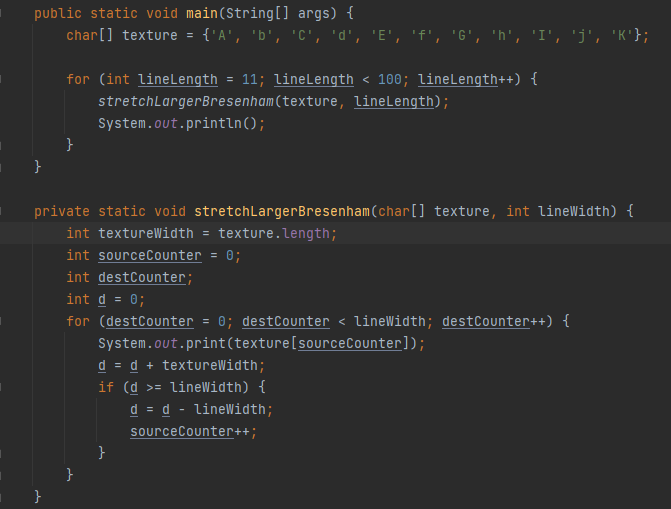 public static void main(String[] args) {
    char[] texture = {'A', 'b', 'C', 'd', 'E', 'f', 'G', 'h', 'I', 'j', 'K'};

    for (int lineLength = 11; lineLength < 100; lineLength++) {
        stretchLargerBresenham(texture, lineLength);
        System.out.println();
    }
}

private static void stretchLargerBresenham(char[] texture, int lineWidth) {
    int textureWidth = texture.length;
    int sourceCounter = 0;
    int destCounter;
    int d = 0;
    for (destCounter = 0; destCounter < lineWidth; destCounter++) {
        System.out.print(texture[sourceCounter]);
        d = d + textureWidth;
        if (d >= lineWidth) {
            d = d - lineWidth;
            sourceCounter++;
        }
    }
}